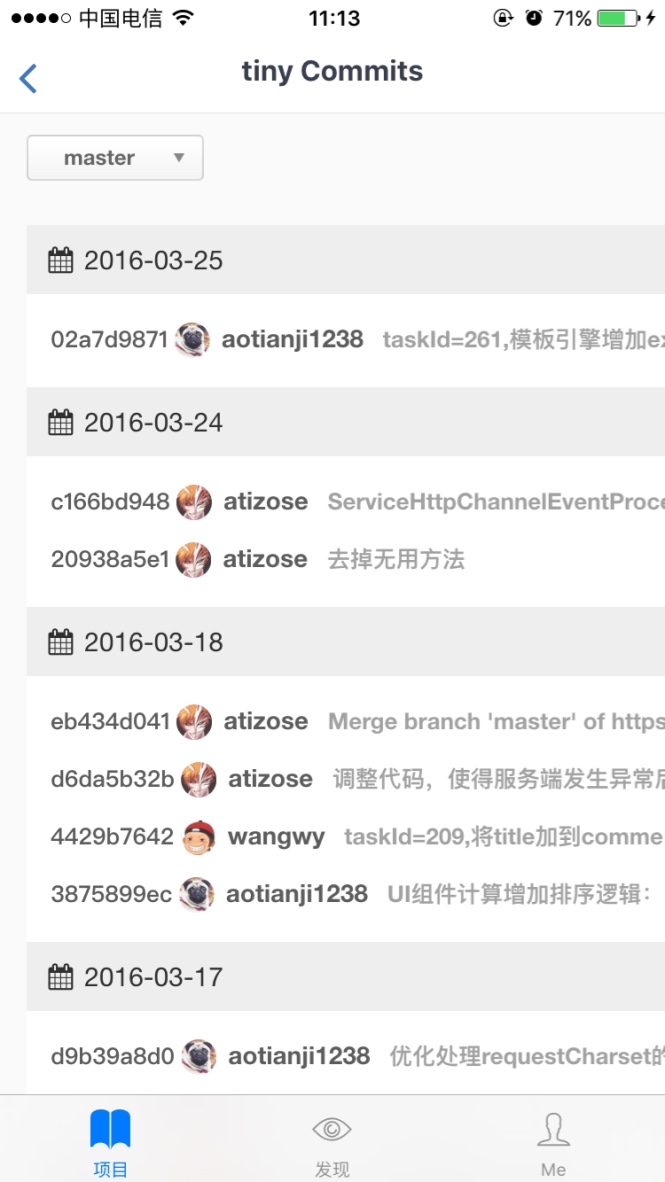 中国电信 11:13 71%
tiny Commits
master
2016-03-25
02a7d9871 aotianji1238 taskId=261,模板引擎增加ex
2016-03-24
c166bd948 atizose ServiceHttpChannelEventProce
20938a5e1 atizose 去掉无用方法
2016-03-18
eb434d041 atizose Merge branch 'master' of https
d6da5b32b atizose 调整代码，使得服务端发生异常后
4429b7642 wangwy taskId=209,将title加到comme
3875899ec aotianji1238 UI组件计算增加排序逻辑：
2016-03-17
d9b39a8d0 aotianji1238 优化处理requestCharset的
项目 发现 Me